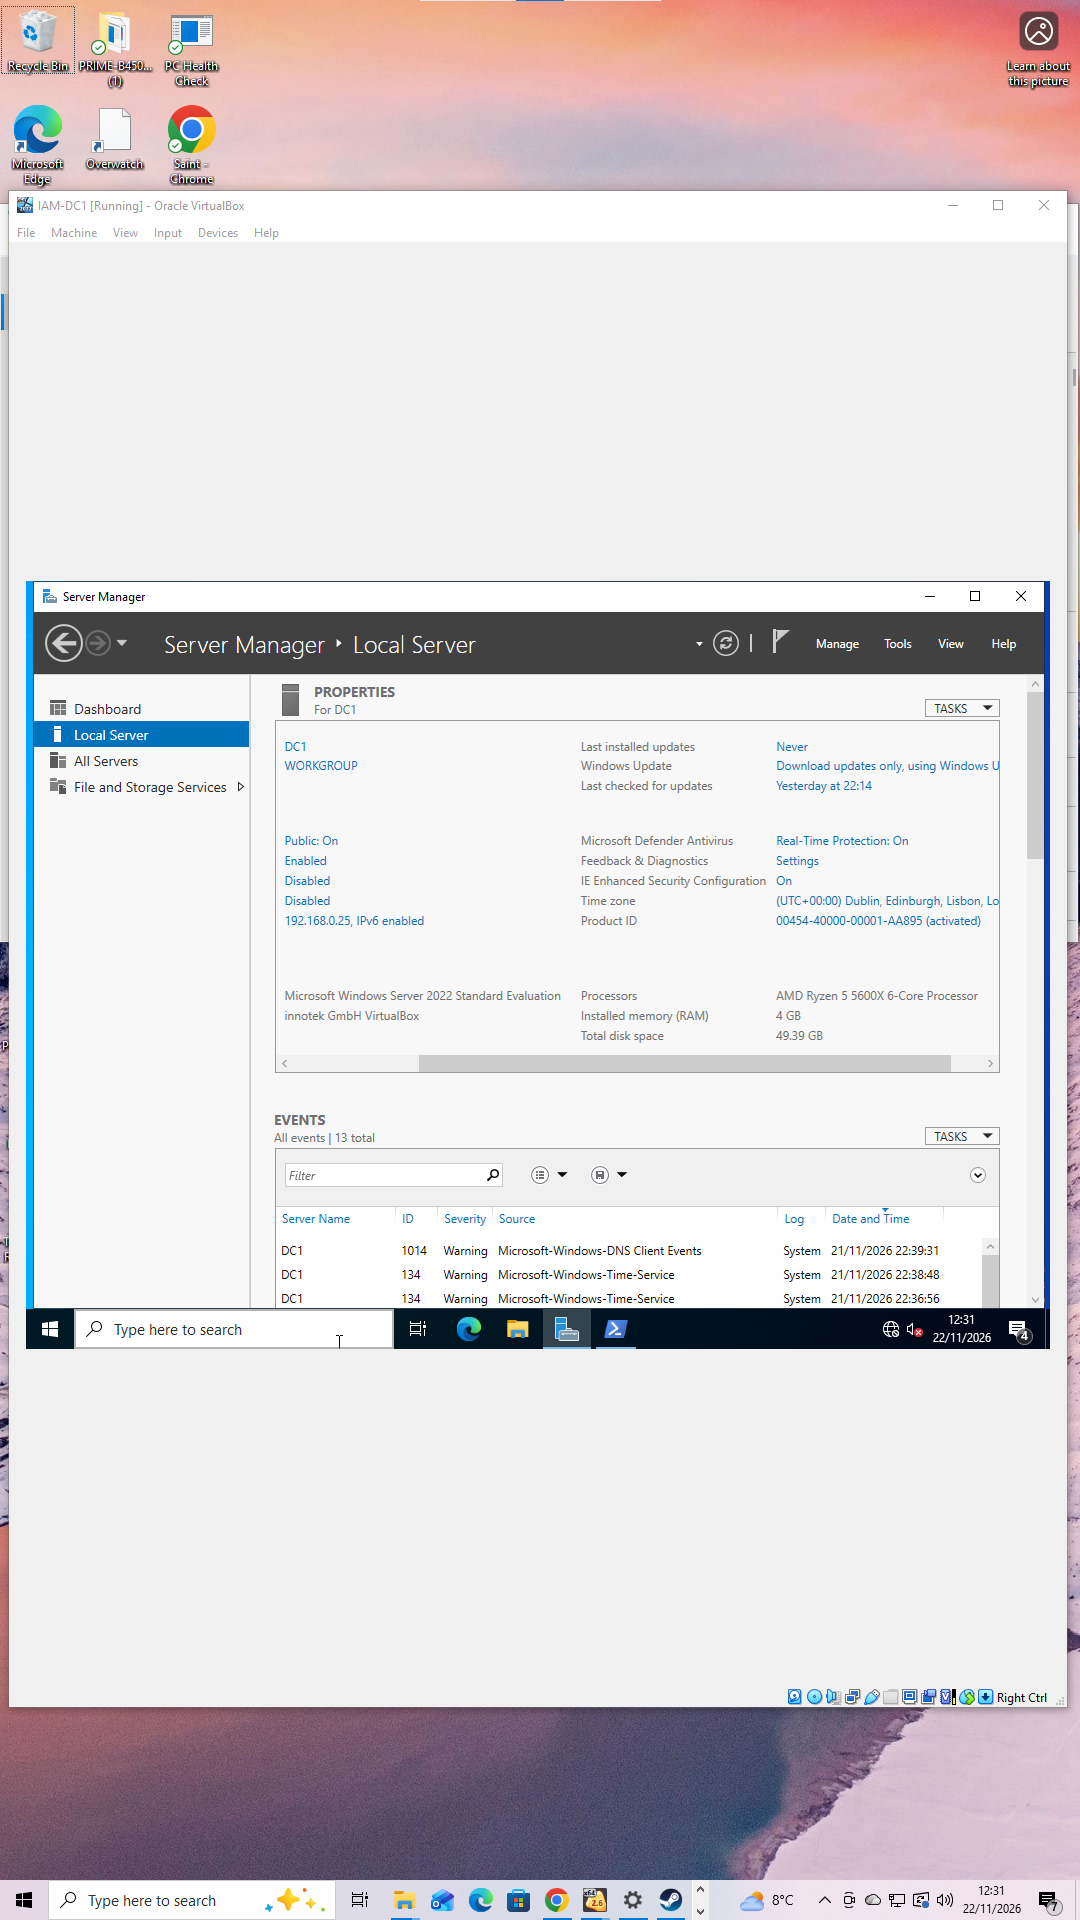 Recycle Bin
PRIME-B450...
(1)
PC Health
Check
Learn about
this picture
Microsoft
Edge
Overwatch
Saint -
Chrome
IAM-DC1 [Running] - Oracle VirtualBox
File Machine View Input Devices Help
Server Manager
Server Manager ‣ Local Server
Manage Tools View Help
Dashboard
Local Server
All Servers
File and Storage Services
PROPERTIES
For DC1
TASKS
DC1 Last installed updates Never
WORKGROUP Windows Update Download updates only, using Windows U
Last checked for updates Yesterday at 22:14
Public: On Microsoft Defender Antivirus Real-Time Protection: On
Enabled Feedback & Diagnostics Settings
Disabled IE Enhanced Security Configuration On
Disabled Time zone (UTC+00:00) Dublin, Edinburgh, Lisbon, Lo
192.168.0.25, IPv6 enabled Product ID 00454-40000-00001-AA895 (activated)
Microsoft Windows Server 2022 Standard Evaluation Processors AMD Ryzen 5 5600X 6-Core Processor
innotek GmbH VirtualBox Installed memory (RAM) 4 GB
Total disk space 49.39 GB
EVENTS
All events | 13 total
TASKS
Filter
Server Name ID Severity Source Log Date and Time
DC1 1014 Warning Microsoft-Windows-DNS Client Events System 21/11/2026 22:39:31
DC1 134 Warning Microsoft-Windows-Time-Service System 21/11/2026 22:38:48
DC1 134 Warning Microsoft-Windows-Time-Service System 21/11/2026 22:36:56
Type here to search
12:31
22/11/2026
4
Right Ctrl
Type here to search
x64
2.6
8°C
12:31
22/11/2026
7